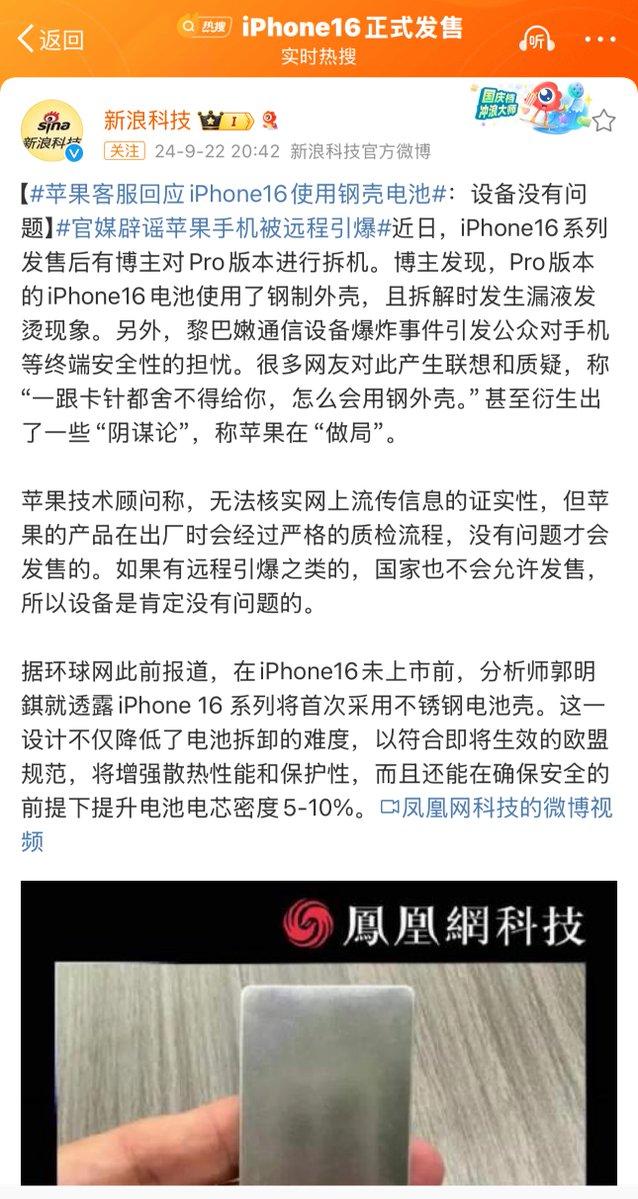 返回
热搜
iPhone16正式发售
实时热搜
听
国庆档
冲浪大师
sina
新浪科技
新浪科技
I
关注 24-9-22 20:42 新浪科技官方微博
【#苹果客服回应iPhone16使用钢壳电池#：设备没有问
题】#官媒辟谣苹果手机被远程引爆#近日，iPhone16系列
发售后有博主对Pro版本进行拆机。博主发现，Pro版本
的iPhone16电池使用了钢制外壳，且拆解时发生漏液发
烫现象。另外，黎巴嫩通信设备爆炸事件引发公众对手机
等终端安全性的担忧。很多网友对此产生联想和质疑，称
“一跟卡针都舍不得给你，怎么会用钢外壳。” 甚至衍生出
了一些 “阴谋论”，称苹果在 “做局”。
苹果技术顾问称，无法核实网上流传信息的证实性，但苹
果的产品在出厂时会经过严格的质检流程，没有问题才会
发售的。如果有远程引爆之类的，国家也不会允许发售，
所以设备是肯定没有问题的。
据环球网此前报道，在iPhone16未上市前，分析师郭明
錤就透露iPhone 16 系列将首次采用不锈钢电池壳。这一
设计不仅降低了电池拆卸的难度，以符合即将生效的欧盟
规范，将增强散热性能和保护性，而且还能在确保安全的
前提下提升电池电芯密度5-10%。凤凰网科技的微博视
频
鳳凰網科技